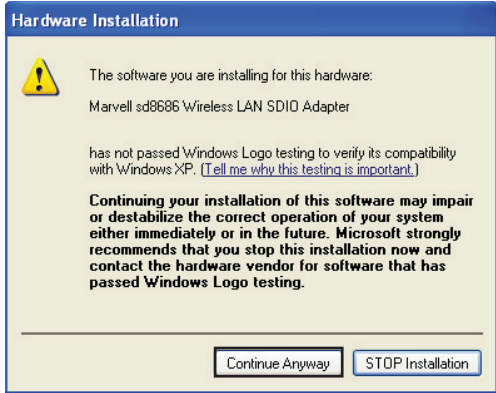 Hardware Installation
The software you are installing for this hardware:
Marvell sd8686 Wireless LAN SDIO Adapter
has not passed Windows Logo testing to verify its compatibility
with Windows XP. (Tell me why this testing is important.)
Continuing your installation of this software may impair
or destabilize the correct operation of your system
either immediately or in the future. Microsoft strongly
recommends that you stop this installation now and
contact the hardware vendor for software that has
passed Windows Logo testing.
Continue Anyway
STOP Installation